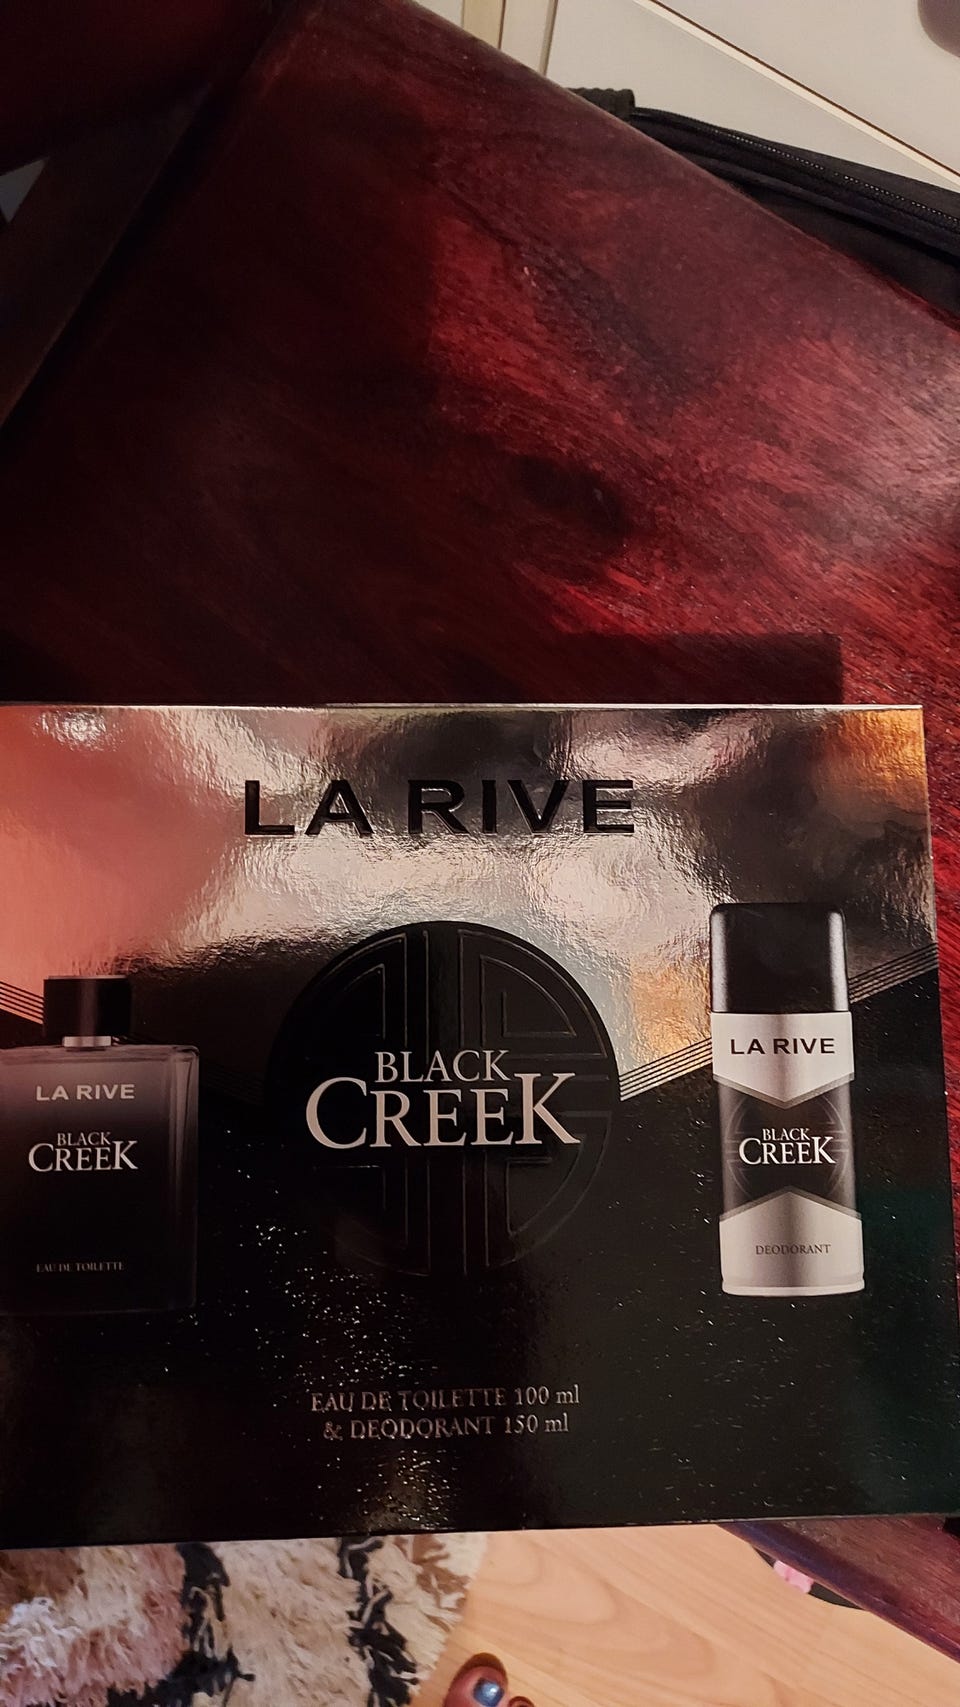 LA RIVE
BLACK
CREEK
LA RIVE
BLACK
CREEK
EAU DE TOILETTE
LA RIVE
BLACK
CREEK
DEODORANT
EAU DE TOILETTE 100 ml
& DEODORANT 150 ml